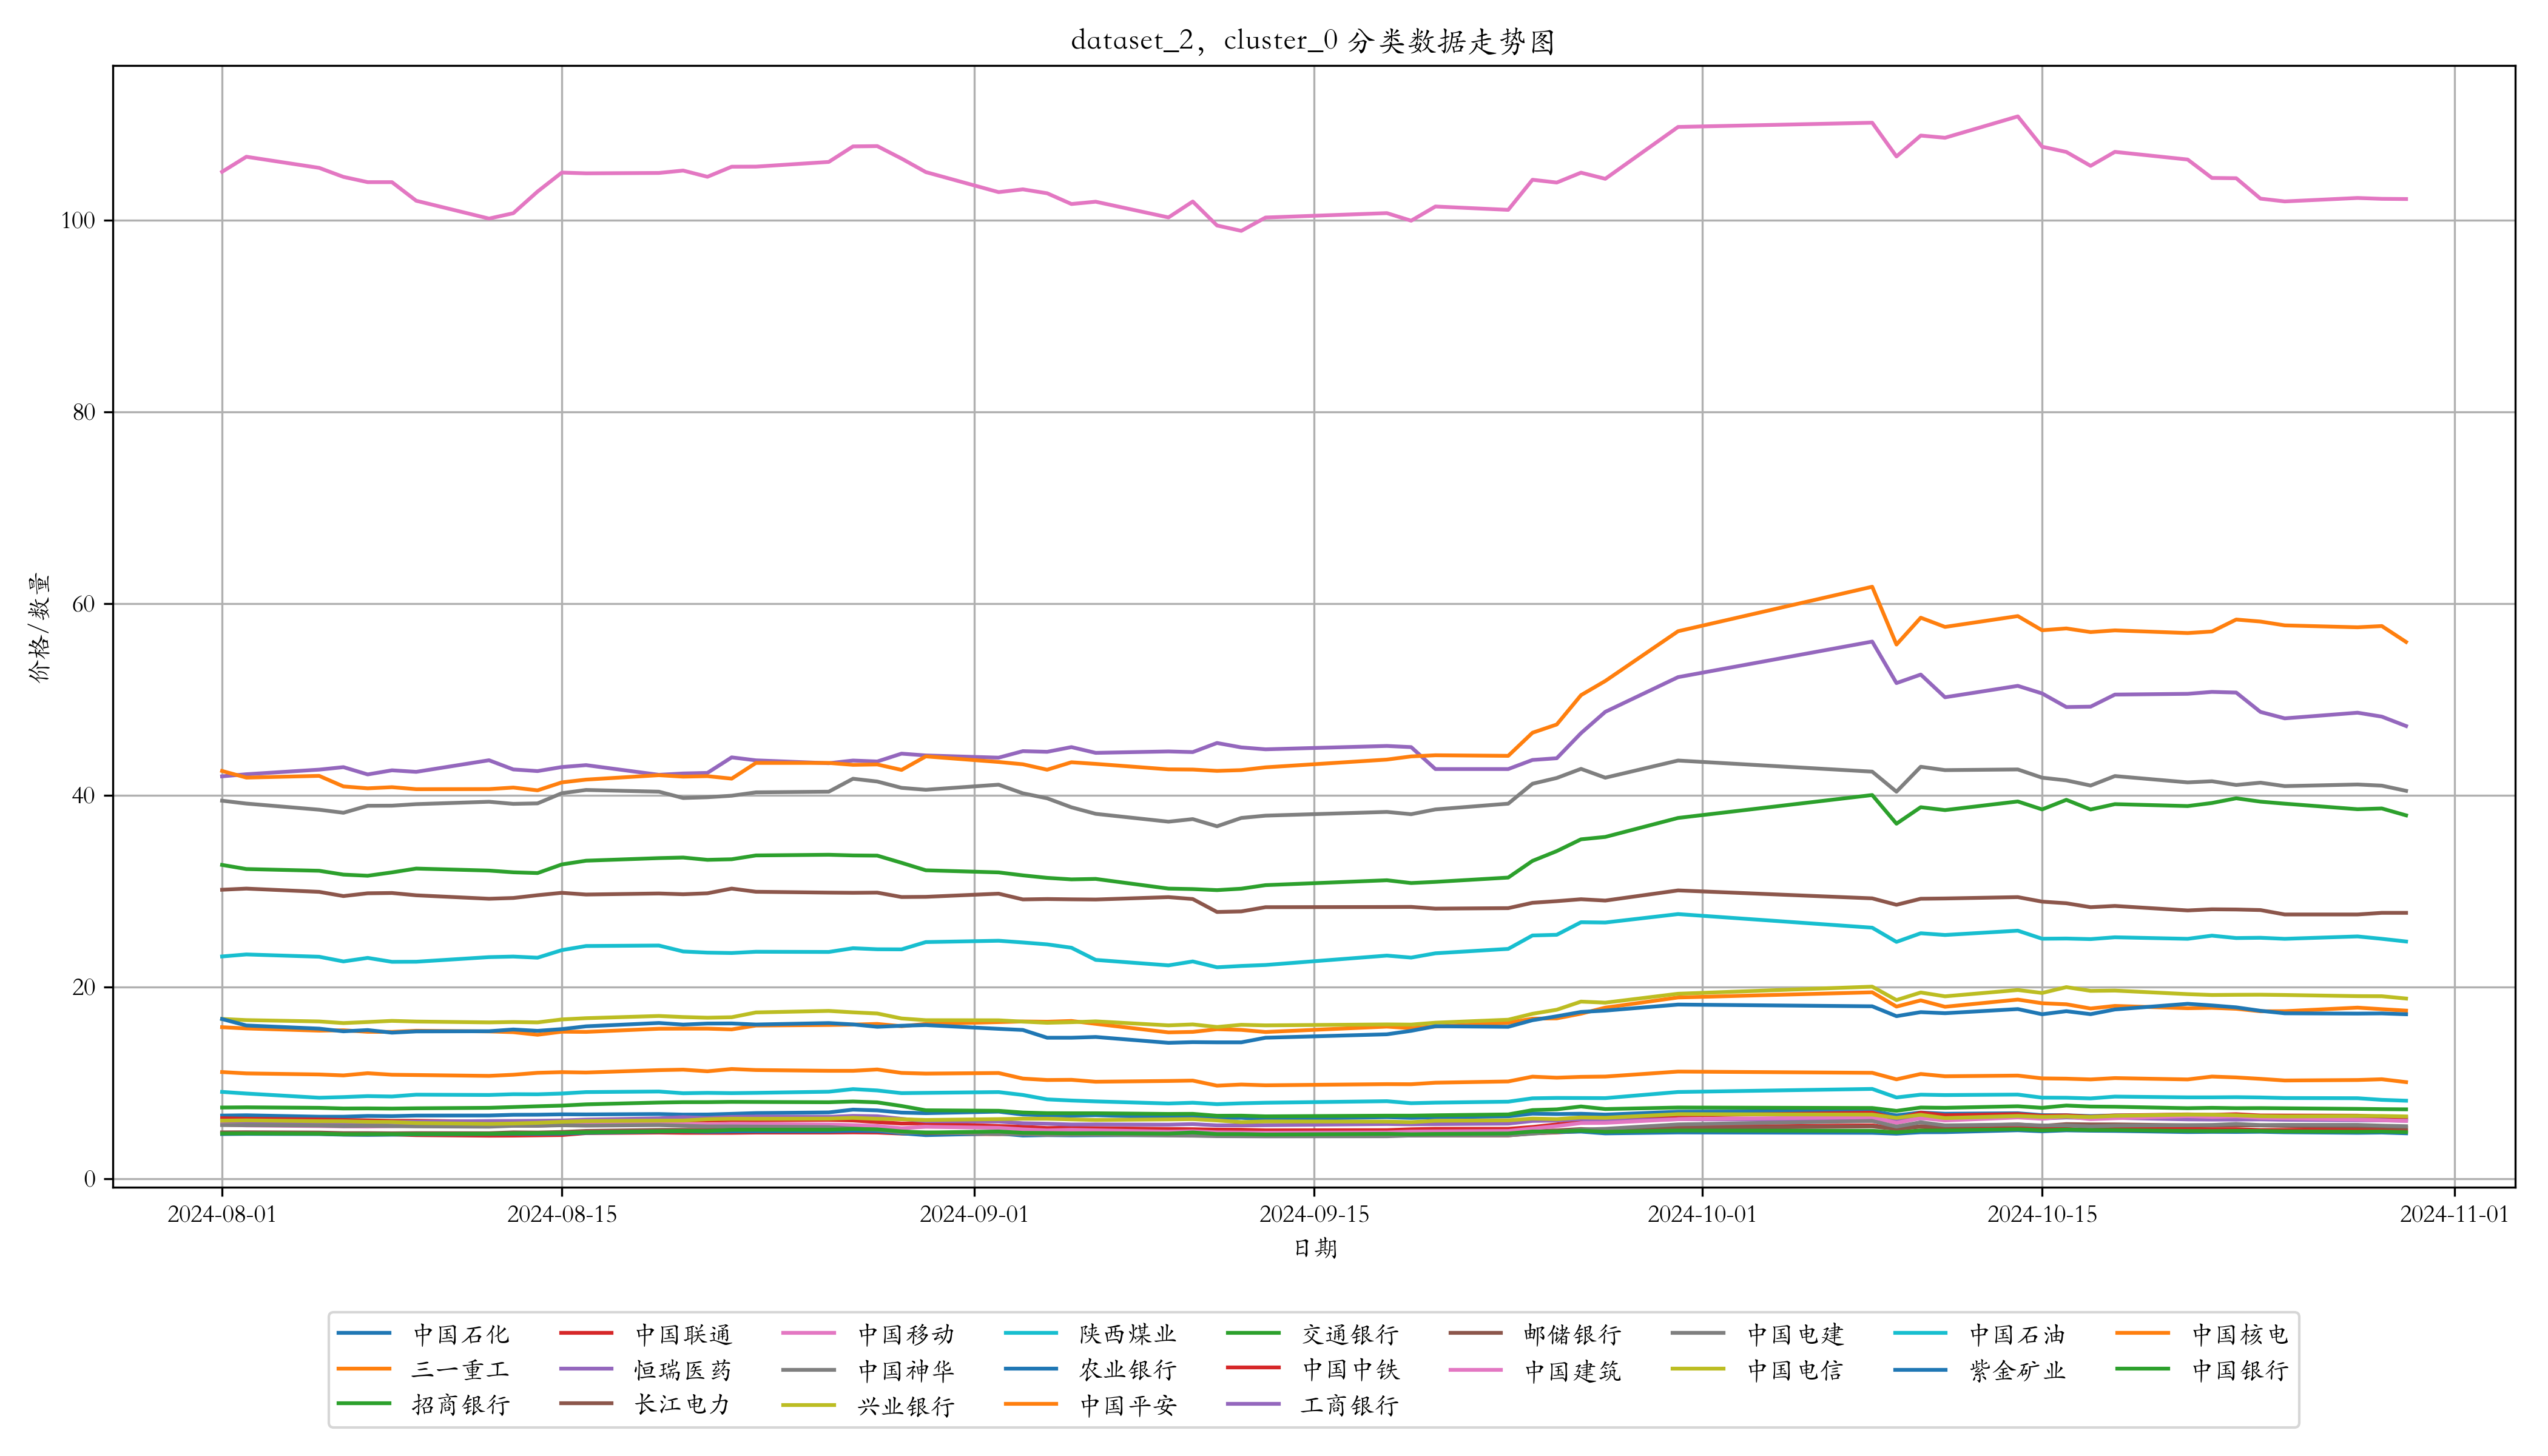 dataset_2，cluster_0 分类数据走势图
价格/数量
100
80
60
40
20
0
2024-08-01 2024-08-15 2024-09-01 2024-09-15 2024-10-01 2024-10-15 2024-11-01
日期
中国石化 中国联通 中国移动 陕西煤业 交通银行 邮储银行 中国电建 中国石油 中国核电
三一重工 恒瑞医药 中国神华 农业银行 中国中铁 中国建筑 中国电信 紫金矿业 中国银行
招商银行 长江电力 兴业银行 中国平安 工商银行